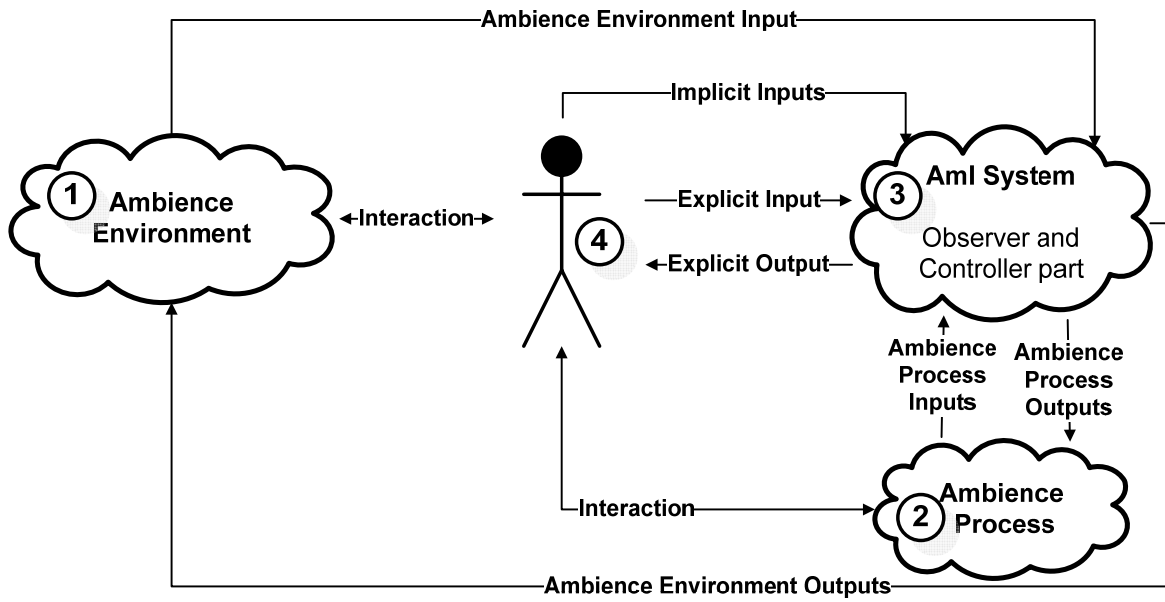 Ambience Environment Input
Implicit Inputs
1
Ambience
Environment
Interaction
4
Explicit Input
Explicit Output
3
AmI System
Observer and
Controller part
Ambience
Process
Inputs
Ambience
Process
Outputs
Interaction
2
Ambience
Process
Ambience Environment Outputs